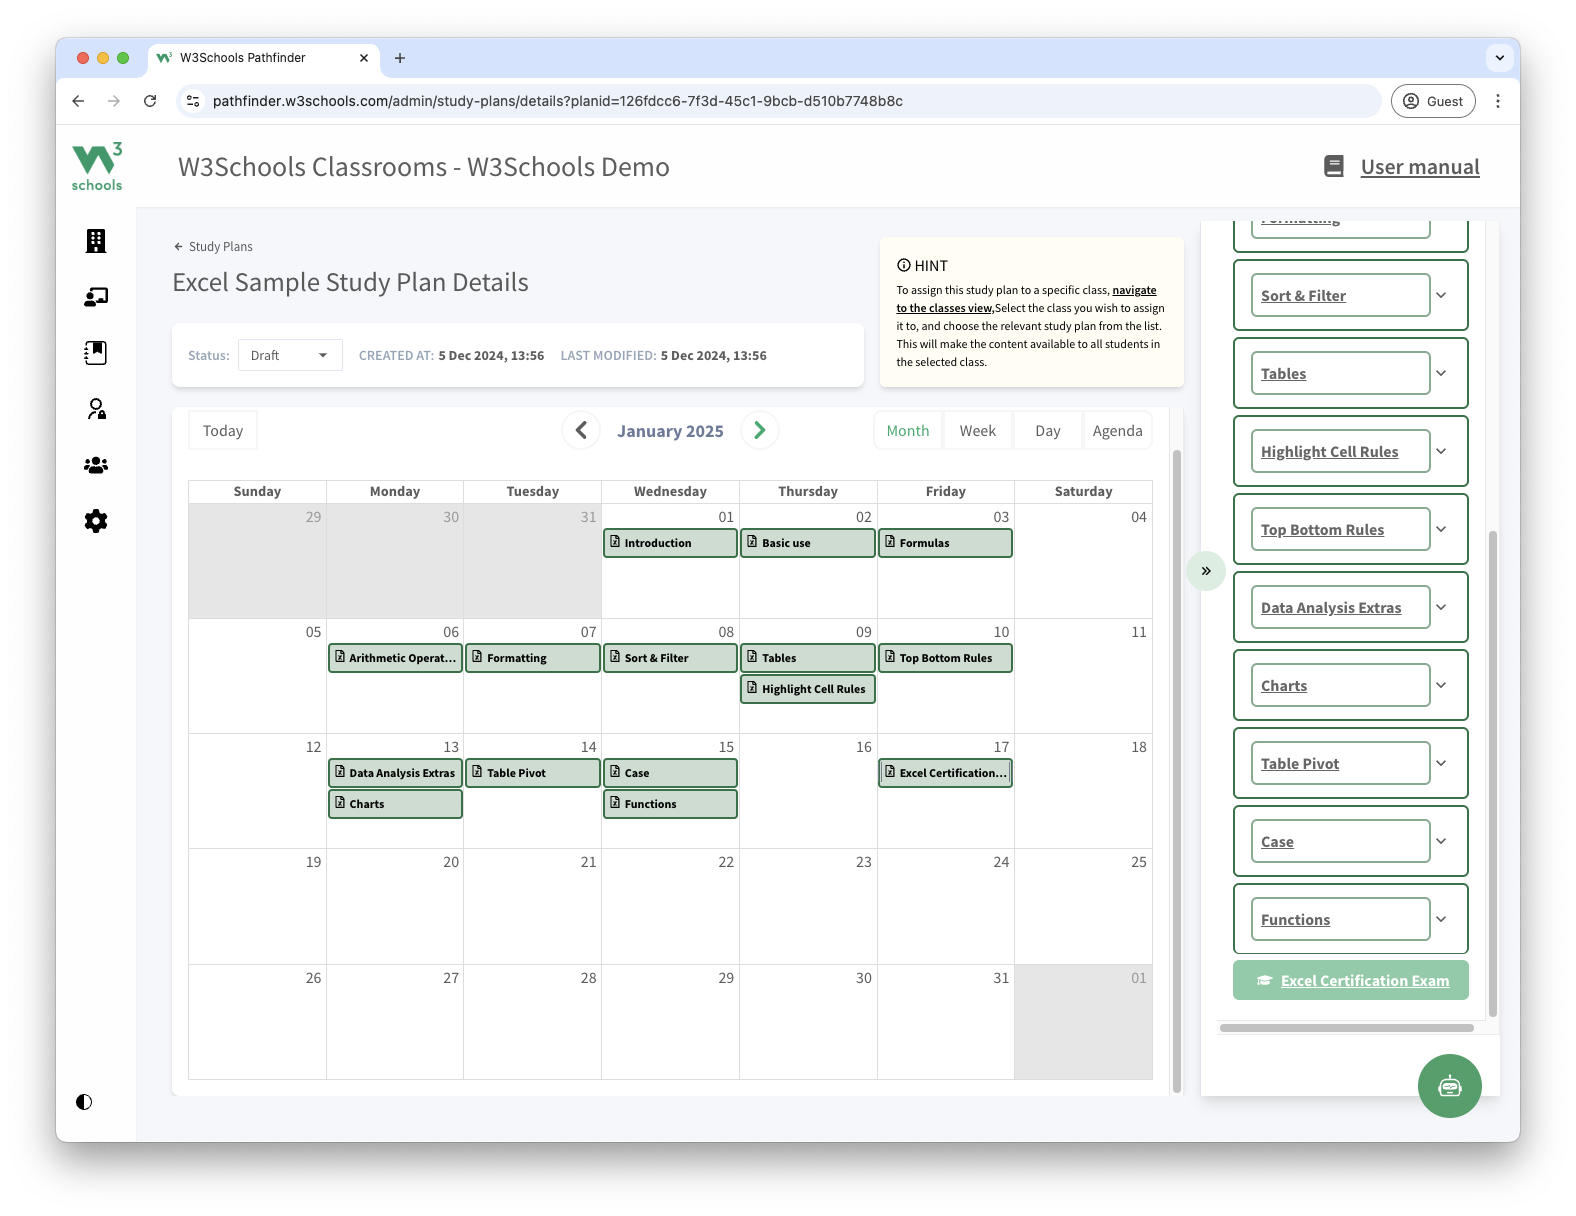 W3Schools Pathfinder
pathfinder.w3schools.com/admin/study-plans/details?planid=126fdcc6-7f3d-45c1-9bcb-d510b7748b8c
Guest
W3 schools
W3Schools Classrooms - W3Schools Demo
User manual
Study Plans
Excel Sample Study Plan Details
Status:
Draft
CREATED AT: 5 Dec 2024, 13:56
LAST MODIFIED: 5 Dec 2024, 13:56
HINT
To assign this study plan to a specific class, navigate
to the classes view,Select the class you wish to assign
it to, and choose the relevant study plan from the list.
This will make the content available to all students in
the selected class.
Today
January 2025
Month
Week
Day
Agenda
Sunday Monday Tuesday Wednesday Thursday Friday Saturday
29 30 31 01 02 03 04
Introduction
Basic use
Formulas
05 06 07 08 09 10 11
Arithmetic Operat...
Formatting
Sort & Filter
Tables
Top Bottom Rules
Highlight Cell Rules
12 13 14 15 16 17 18
Data Analysis Extras
Table Pivot
Case
Excel Certification...
Charts
Functions
19 20 21 22 23 24 25
26 27 28 29 30 31 01
Formatting
Sort & Filter
Tables
Highlight Cell Rules
Top Bottom Rules
Data Analysis Extras
Charts
Table Pivot
Case
Functions
Excel Certification Exam